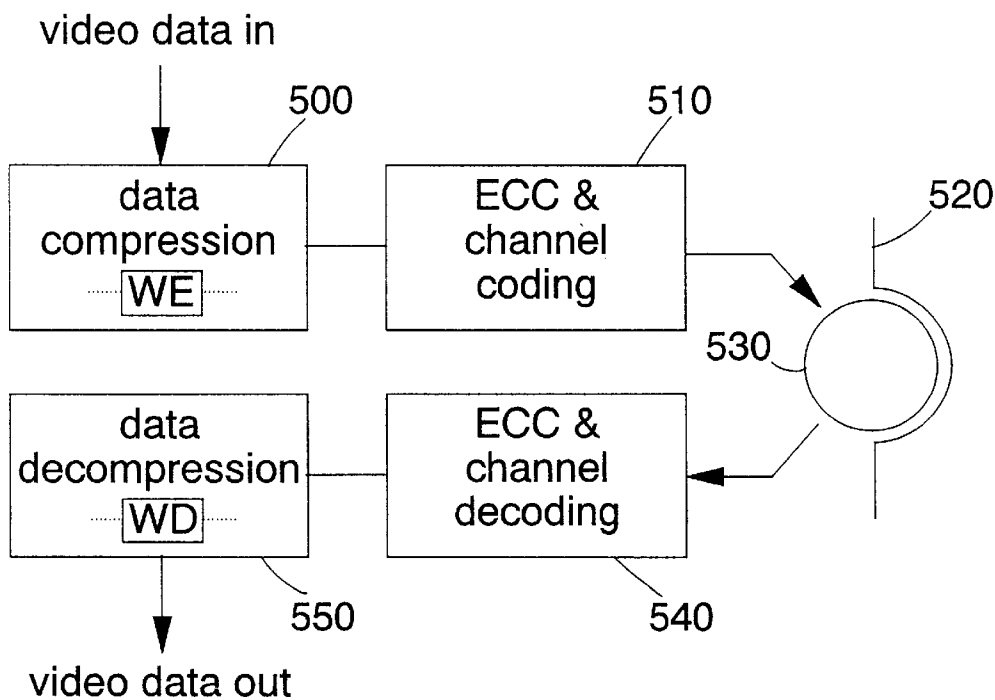 video data in
500
510
data
compression
WE
ECC &
channel
coding
520
530
data
decompression
WD
ECC &
channel
decoding
550
540
video data out